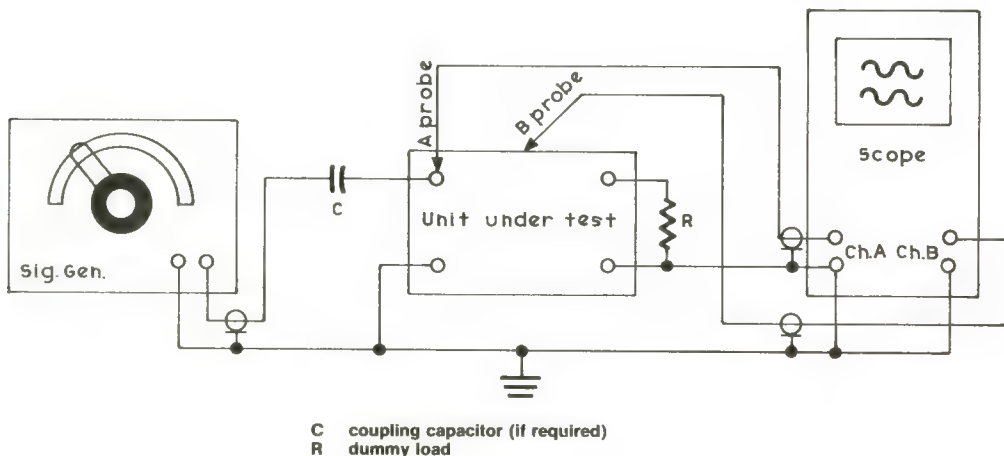 A probe
B probe
Scope
C
Unit under test
R
Ch.A Ch.B
Sig. Gen.
C coupling capacitor (if required)
R dummy load